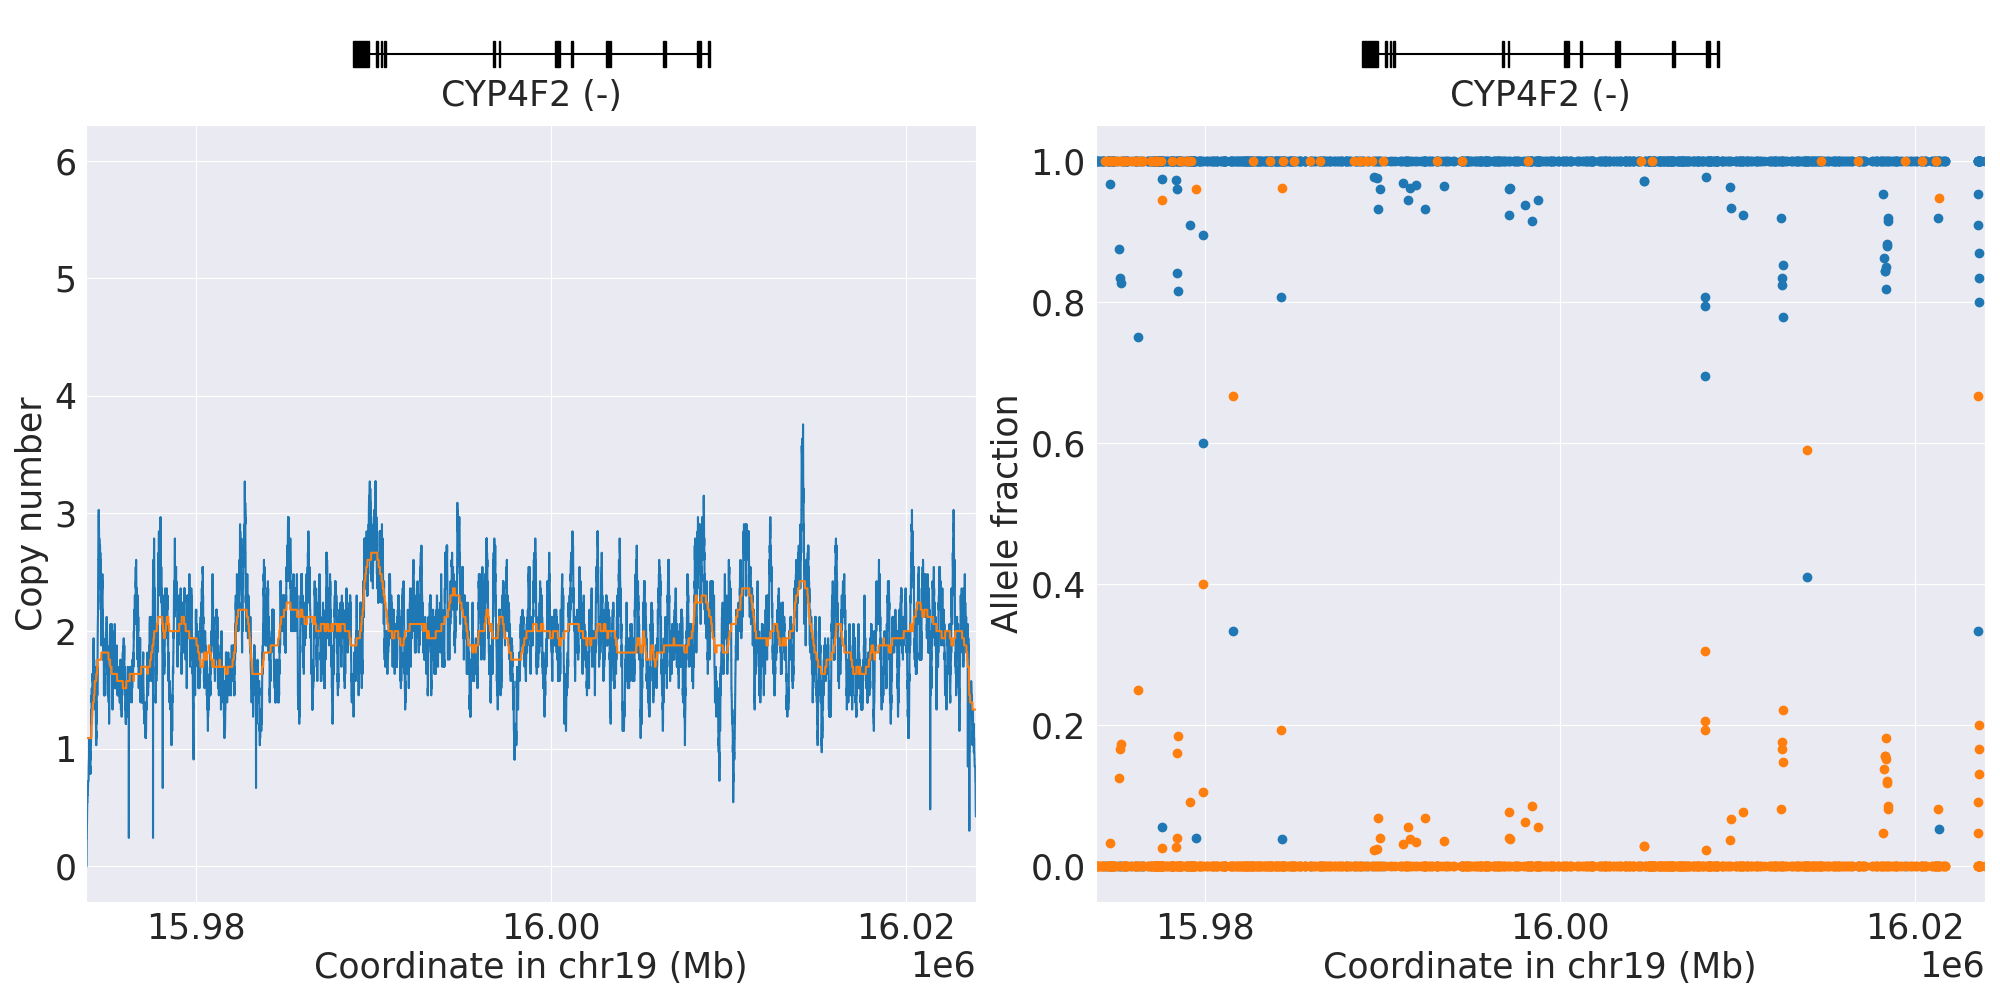 CYP4F2 (-)
6
5
4
3
2
1
0
Copy number
15.98
16.00
16.02
Coordinate in chr19 (Mb)
1e6
CYP4F2 (-)
1.0
0.8
0.6
0.4
0.2
0.0
Allele fraction
15.98
16.00
16.02
Coordinate in chr19 (Mb)
1e6